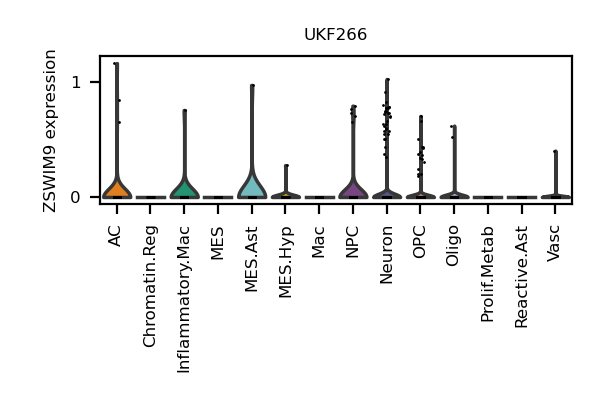 UKF266
ZSWIM9 expression
1
0
AC
Chromatin.Reg
Inflammatory.Mac
MES
MES.Ast
MES.Hyp
Mac
NPC
Neuron
OPC
Oligo
Prolif.Metab
Reactive.Ast
Vasc